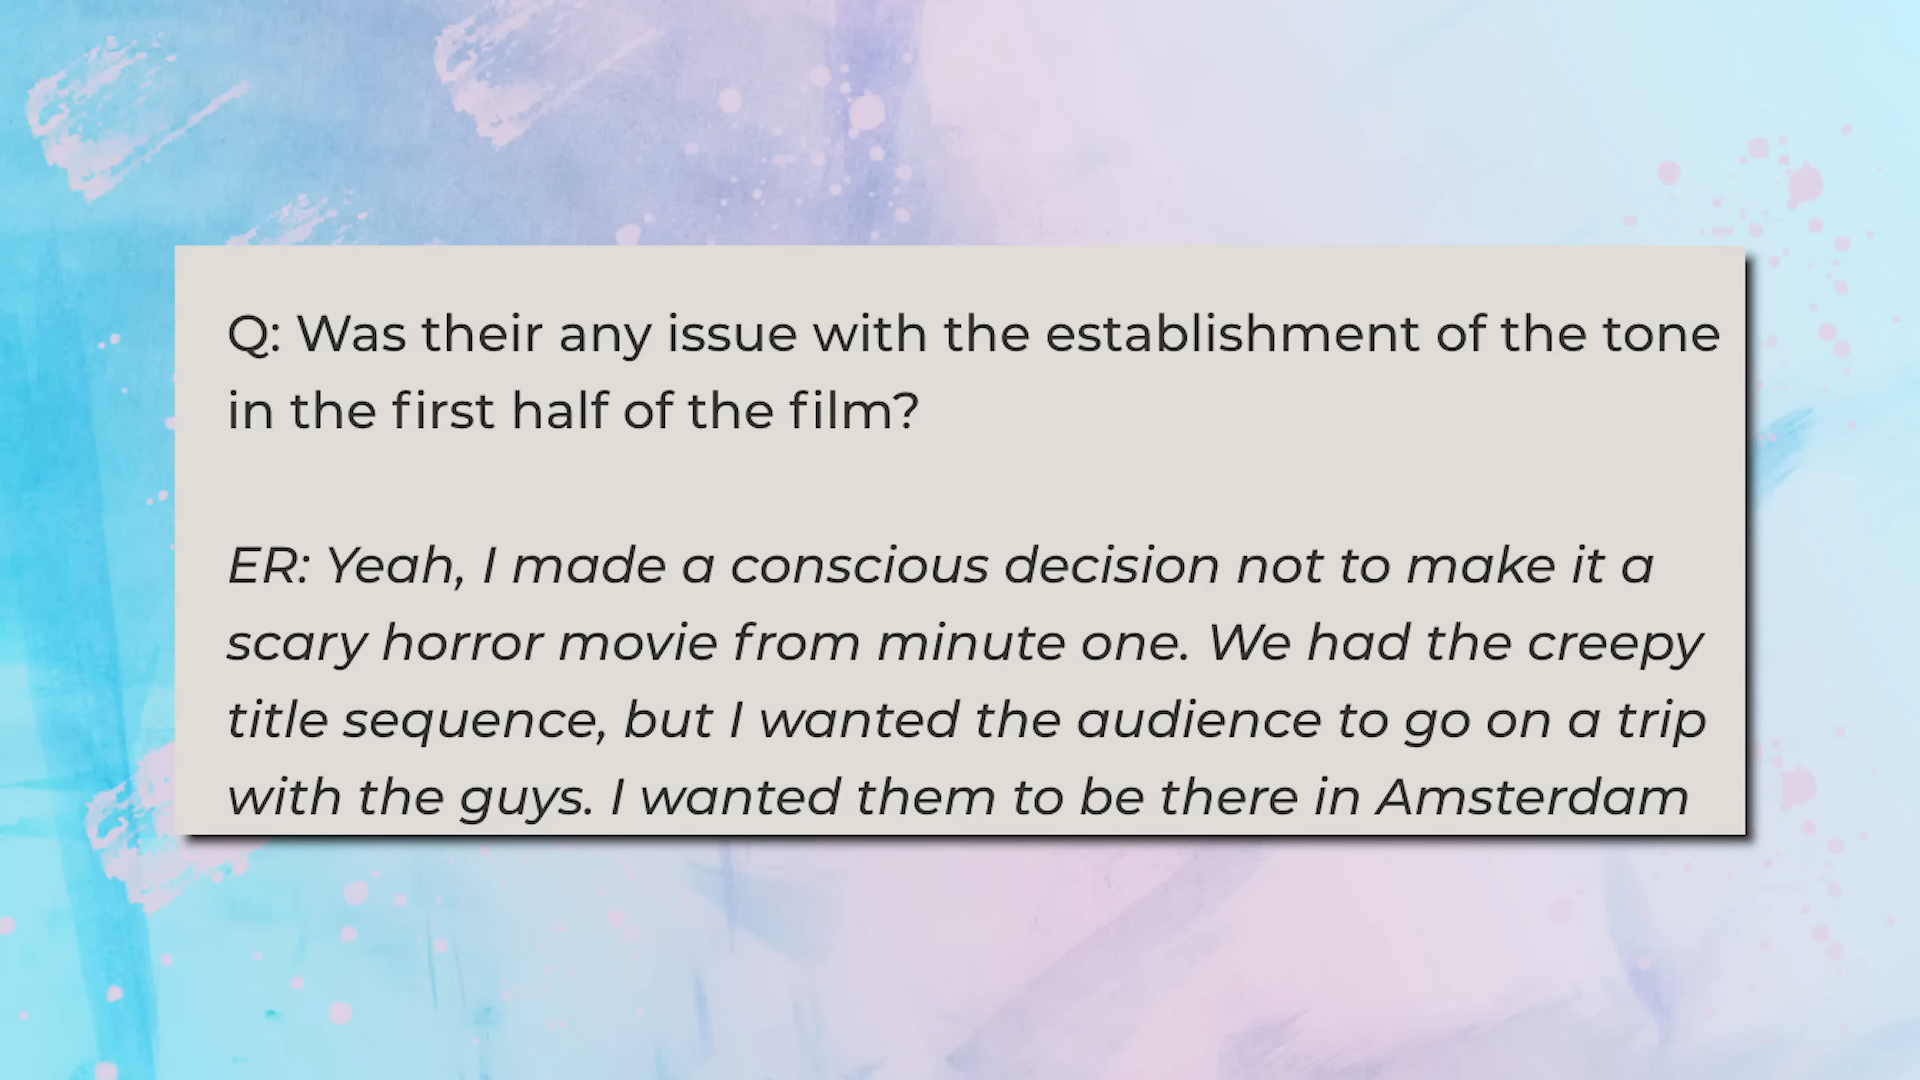 Q: Was their any issue with the establishment of the tone
in the first half of the film?
ER: Yeah, I made a conscious decision not to make it a
scary horror movie from minute one. We had the creepy
title sequence, but I wanted the audience to go on a trip
with the guys. I wanted them to be there in Amsterdam